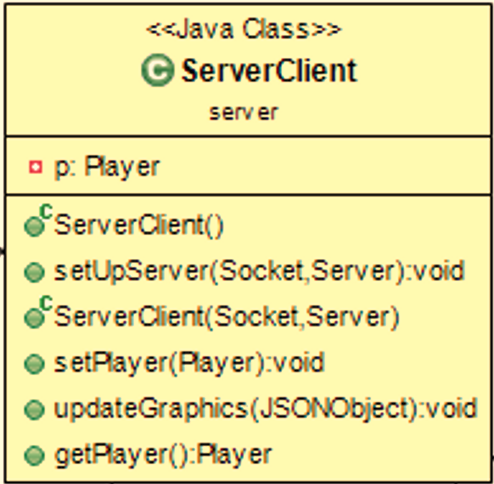 <<Java Class>>
C ServerClient
server
p: Player
C ServerClient()
setUpServer(Socket,Server):void
C ServerClient(Socket,Server)
setPlayer(Player):void
updateGraphics(JSONObject):void
getPlayer():Player